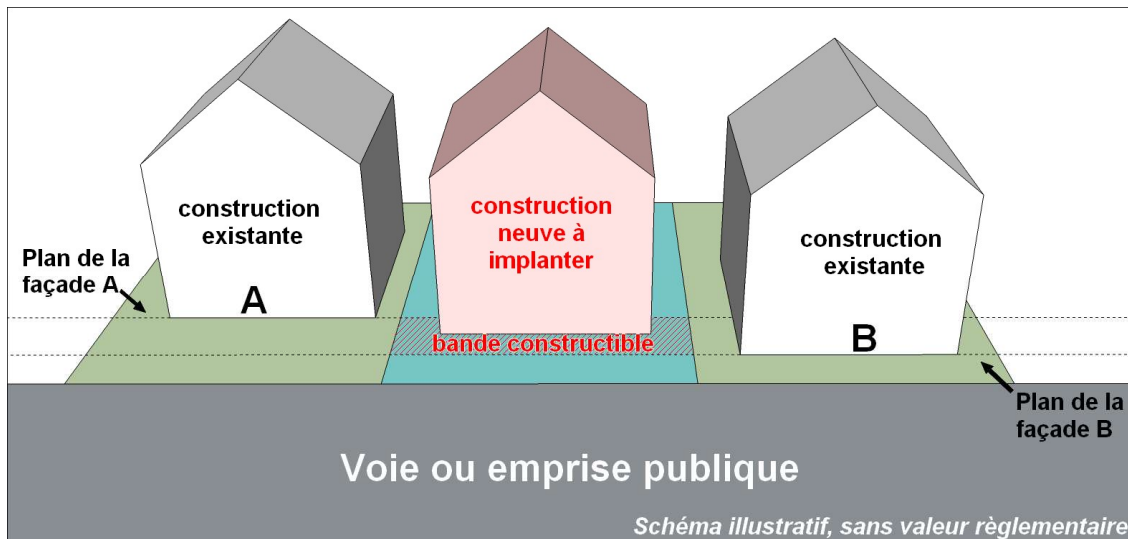 construction
existante
construction
neuve à
implanter
construction
existante
Plan de la
façade A
A
B
bande constructible
Plan de la
façade B
Voie ou emprise publique
Schéma illustratif, sans valeur règlementaire